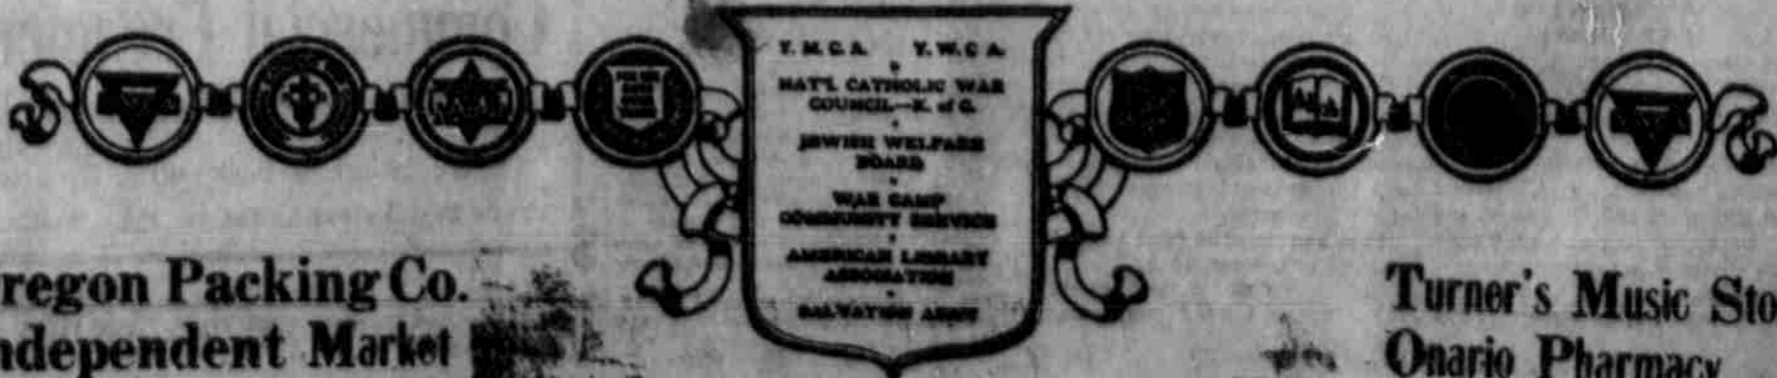 Y. M. C. A. Y. W. C. A.
NAT'L CATHOLIC WAR
COUNCIL—K. of C.
JEWISH WELFARE
BOARD
WAR CAMP
COMMUNITY SERVICE
AMERICAN LIBRARY
ASSOCIATION
SALVATION ARMY
regon Packing Co.
ndependent Market
Turner's Music Sto
Onario Pharmacy